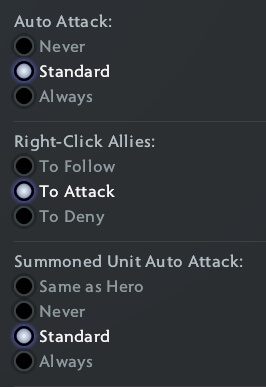 Auto Attack:
Never
Standard
Always
Right-Click Allies:
To Follow
To Attack
To Deny
Summoned Unit Auto Attack:
Same as Hero
Never
Standard
Always